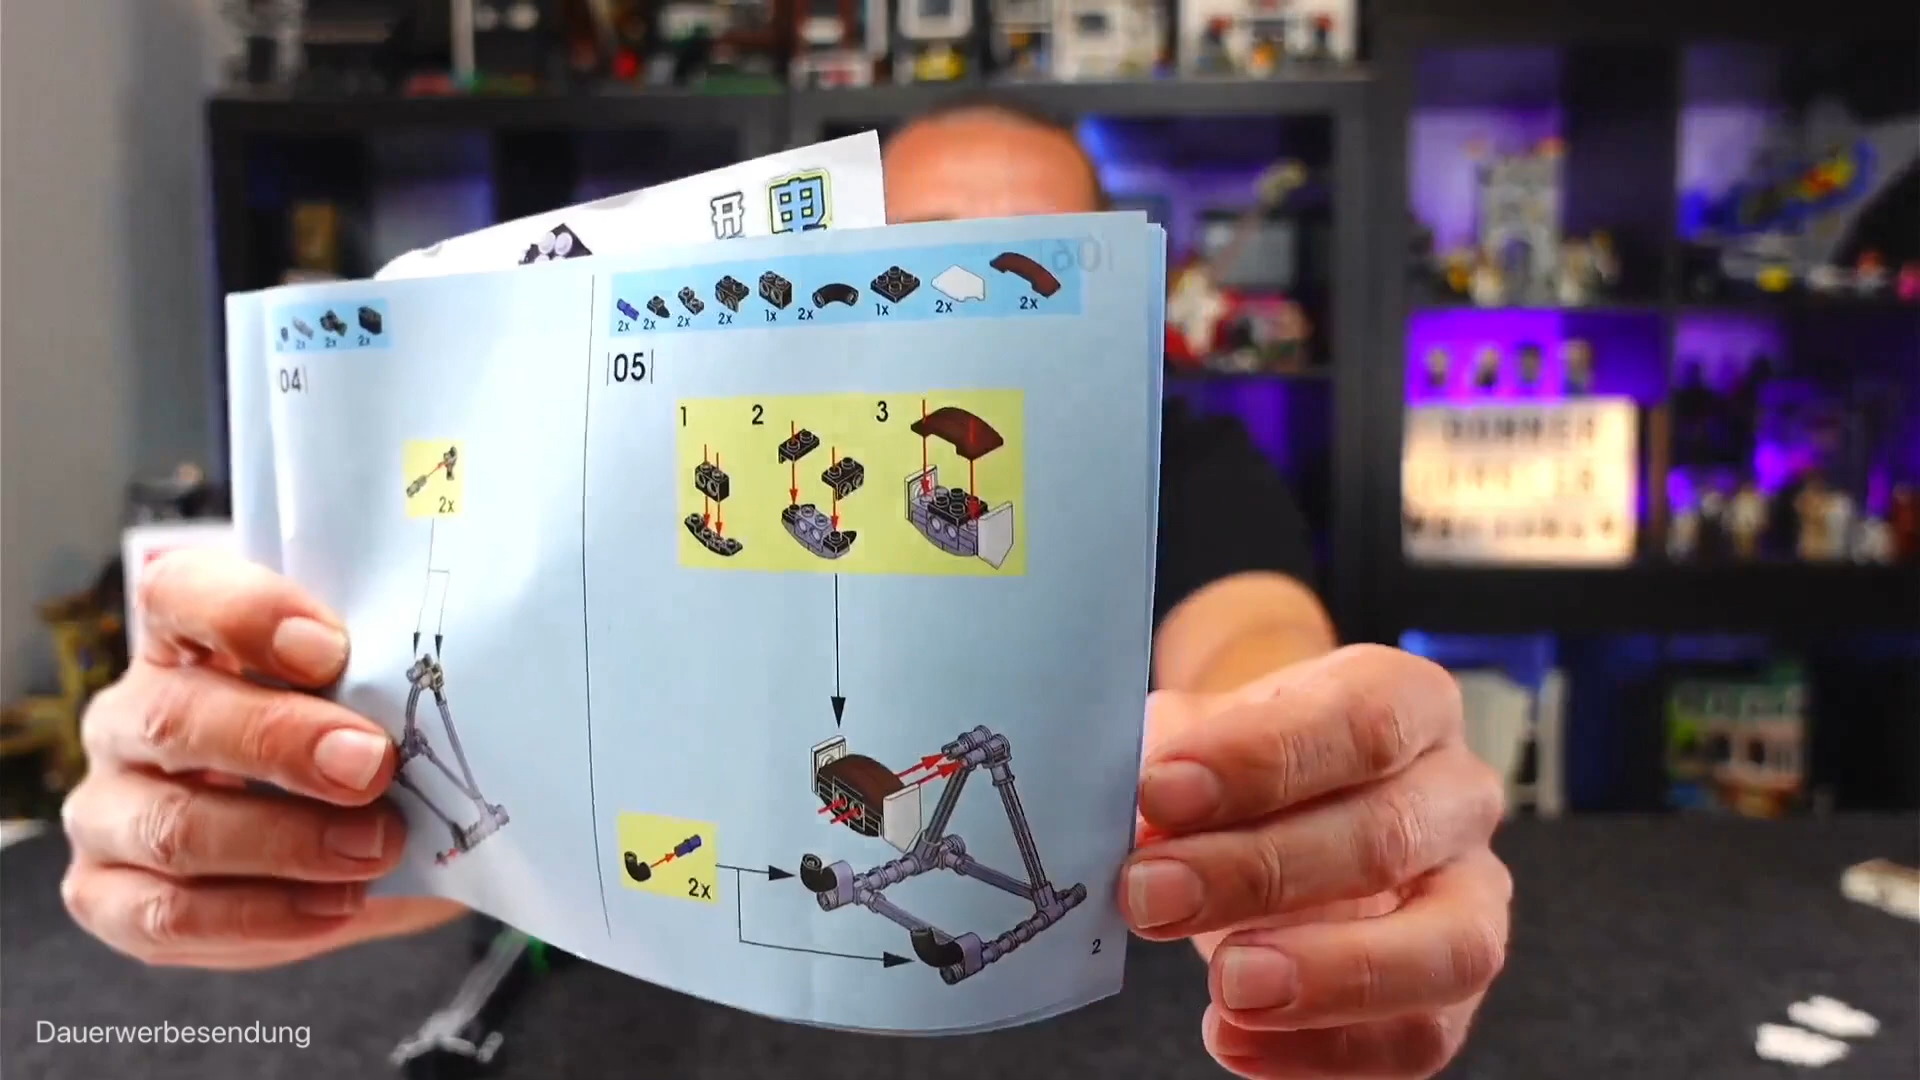 2x 2x 2x
04
2x
2x 2x 2x 2x 1x 2x 1x 2x 2x
05
1 2 3
2x
2
Dauerwerbesendung